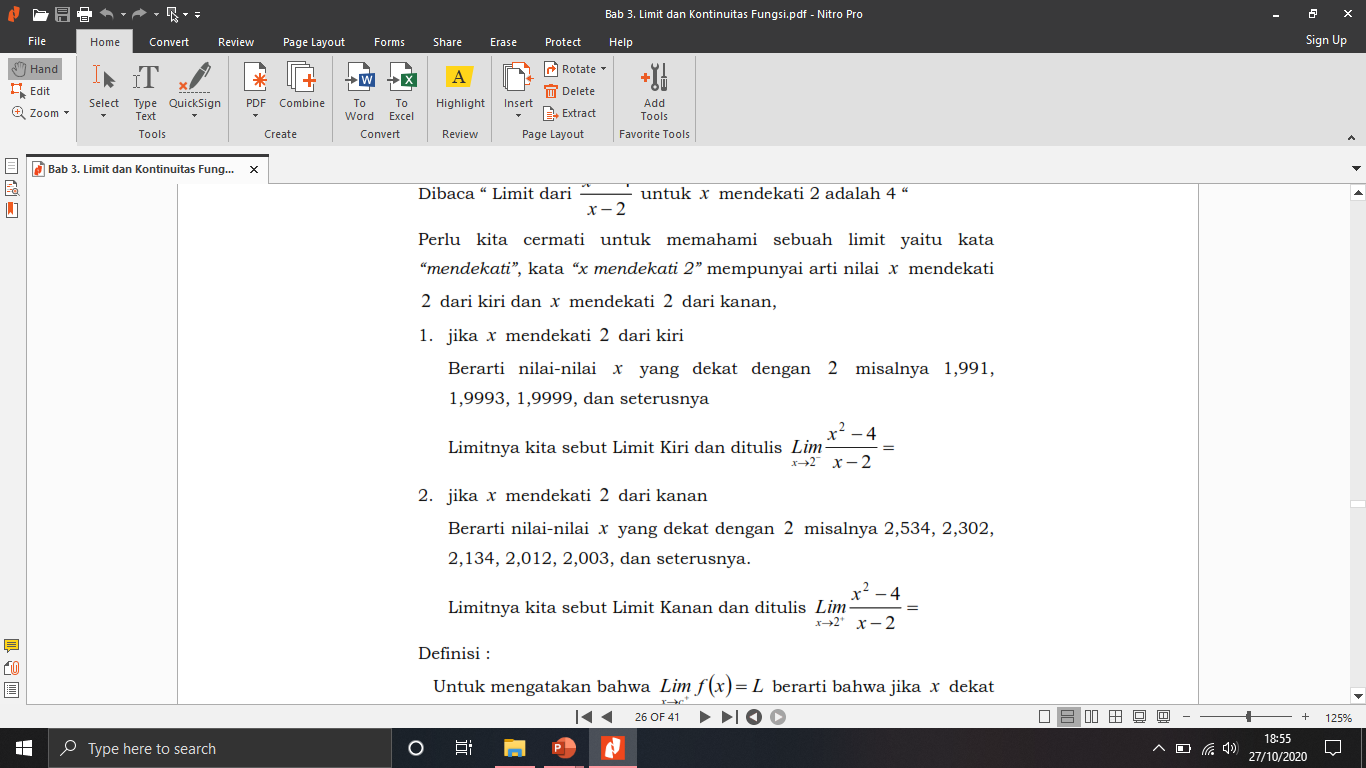 Bab 3. Limit dan Kontinuitas Fungsi.pdf - Nitro Pro
File Home Convert Review Page Layout Forms Share Erase Protect Help Sign Up
Hand
Edit
Zoom
Select
Type Text
QuickSign
Tools
PDF
Combine
Create
To Word
To Excel
Convert
A
Highlight
Review
Insert
Rotate
Delete
Extract
Page Layout
Add Tools
Favorite Tools
Bab 3. Limit dan Kontinuitas Fung...
Dibaca “ Limit dari x − 2 untuk x mendekati 2 adalah 4 “
Perlu kita cermati untuk memahami sebuah limit yaitu kata
“mendekati”, kata “x mendekati 2” mempunyai arti nilai x mendekati
2 dari kiri dan x mendekati 2 dari kanan,
1. jika x mendekati 2 dari kiri
Berarti nilai-nilai x yang dekat dengan 2 misalnya 1,991,
1,9993, 1,9999, dan seterusnya
Limitnya kita sebut Limit Kiri dan ditulis Lim x→2⁻ (x² − 4)/(x − 2) =
2. jika x mendekati 2 dari kanan
Berarti nilai-nilai x yang dekat dengan 2 misalnya 2,534, 2,302,
2,134, 2,012, 2,003, dan seterusnya.
Limitnya kita sebut Limit Kanan dan ditulis Lim x→2⁺ (x² − 4)/(x − 2) =
Definisi :
Untuk mengatakan bahwa Lim x→c⁺ f(x) = L berarti bahwa jika x dekat
26 OF 41
125%
Type here to search
18:55
27/10/2020